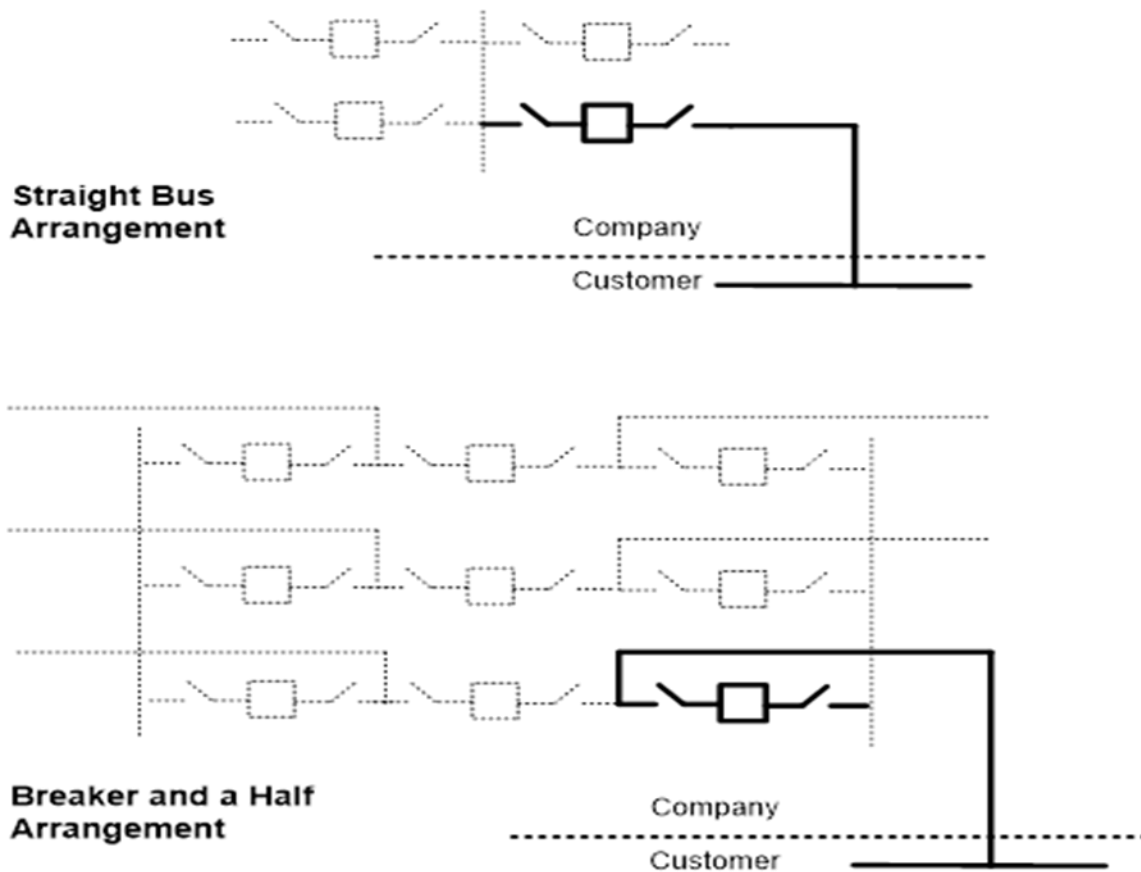 Straight Bus
Arrangement
Company
Customer
Breaker and a Half
Arrangement
Company
Customer